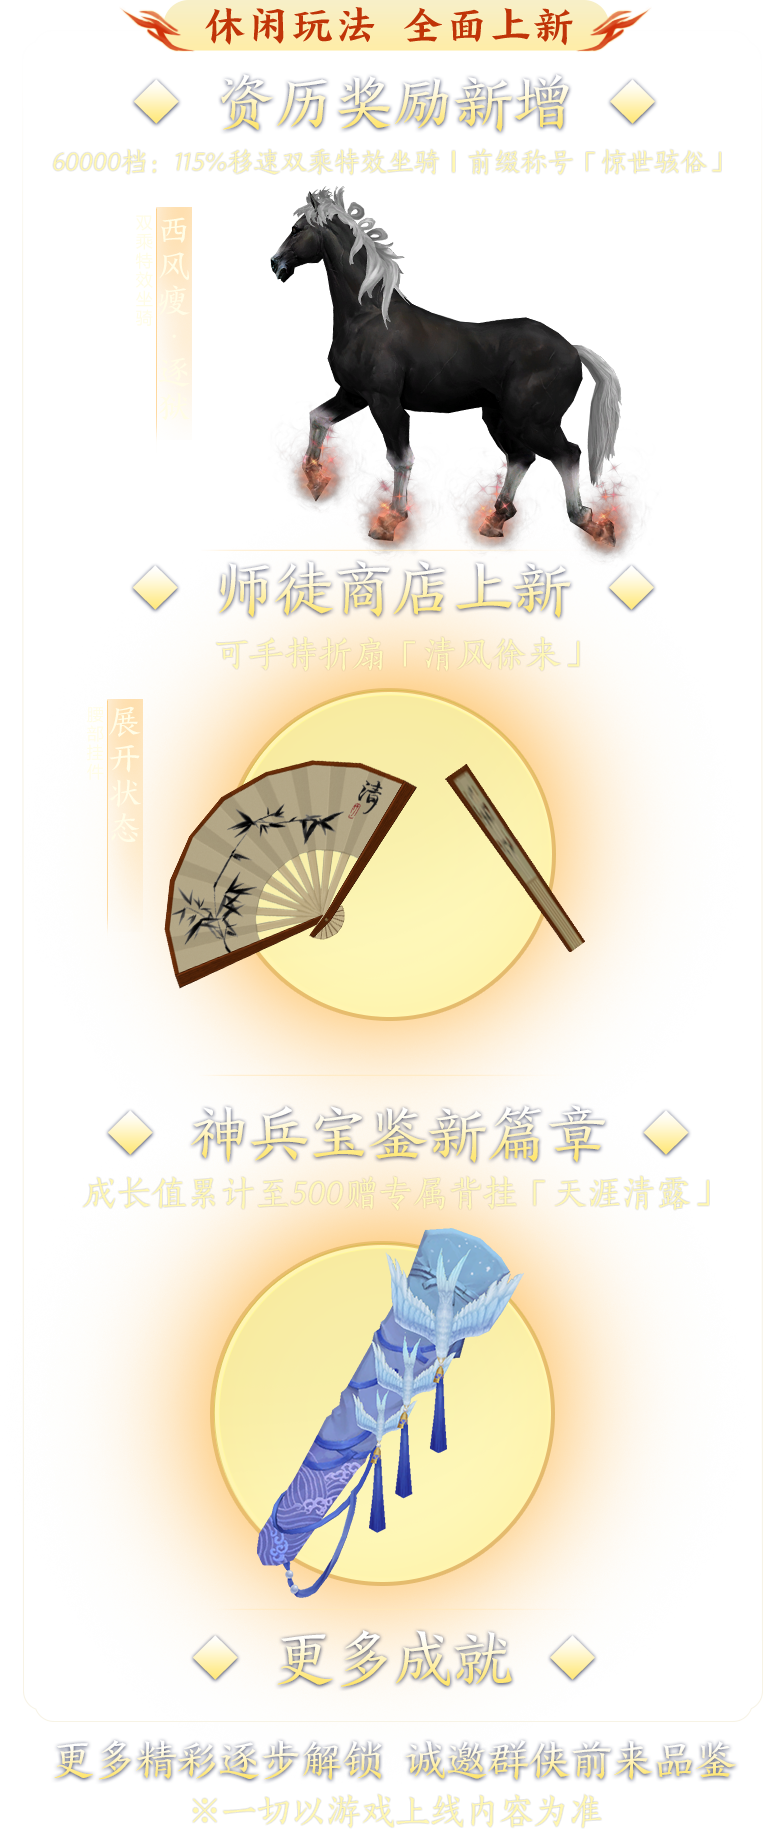 休闲玩法 全面上新
资历奖励新增
60000档：115%移速双乘特效坐骑丨前缀称号「惊世骇俗」
西风瘦·逐
师徒商店上新
可手持折扇「清风徐来」
展开状态
清
神兵宝鉴新篇章
成长值累计至500赠专属背挂「天涯清露」
更多成就
更多精彩逐步解锁 诚邀群侠前来品鉴
※一切以游戏上线内容为准